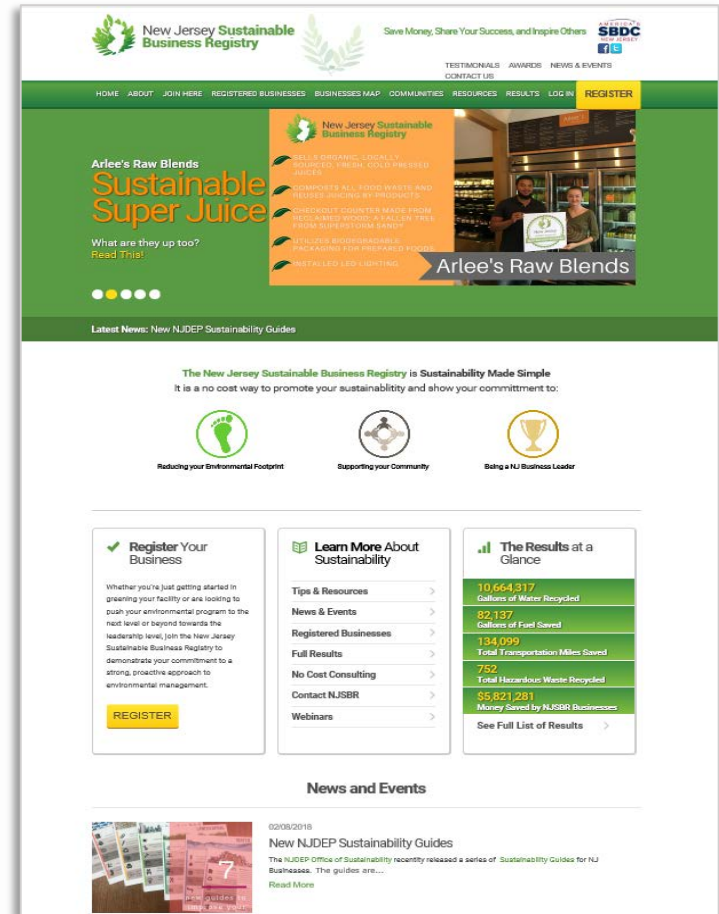 New Jersey Sustainable
Business Registry
Save Money, Share Your Success, and Inspire Others
AMERICA'S
SBDC
NEW JERSEY
TESTIMONIALS AWARDS NEWS & EVENTS
CONTACT US
HOME ABOUT JOIN HERE REGISTERED BUSINESSES BUSINESSES MAP COMMUNITIES RESOURCES RESULTS LOG IN REGISTER
Arlee's Raw Blends
Sustainable
Super Juice
What are they up too?
Read This!
New Jersey Sustainable
Business Registry
SELLS ORGANIC, LOCALLY
SOURCED, FRESH, COLD PRESSED
JUICES
COMPOSTS ALL FOOD WASTE AND
REUSES JUICING BY-PRODUCTS
CHECKOUT COUNTER MADE FROM
RECLAIMED WOOD: A FALLEN TREE
FROM SUPERSTORM SANDY
UTILIZES BIODEGRADABLE
PACKAGING FOR PREPARED FOODS
INSTALLED LED LIGHTING
Arlee's Raw Blends
Latest News: New NJDEP Sustainability Guides
The New Jersey Sustainable Business Registry is Sustainability Made Simple
It is a no cost way to promote your sustainablitity and show your committment to:
Reducing your Environmental Footprint
Supporting your Community
Being a NJ Business Leader
Register Your
Business
Whether you're just getting started in
greening your facility or are looking to
push your environmental program to the
next level or beyond towards the
leadership level, join the New Jersey
Sustainable Business Registry to
demonstrate your commitment to a
strong, proactive approach to
environmental management.
REGISTER
Learn More About
Sustainability
Tips & Resources
News & Events
Registered Businesses
Full Results
No Cost Consulting
Contact NJSBR
Webinars
The Results at a
Glance
10,664,317
Gallons of Water Recycled
82,137
Gallons of Fuel Saved
134,099
Total Transportation Miles Saved
752
Total Hazardous Waste Recycled
$5,821,281
Money Saved by NJSBR Businesses
See Full List of Results
News and Events
7
new guides to
improve your
02/08/2018
New NJDEP Sustainability Guides
The NJDEP Office of Sustainability recently released a series of Sustainability Guides for NJ
Businesses. The guides are...
Read More